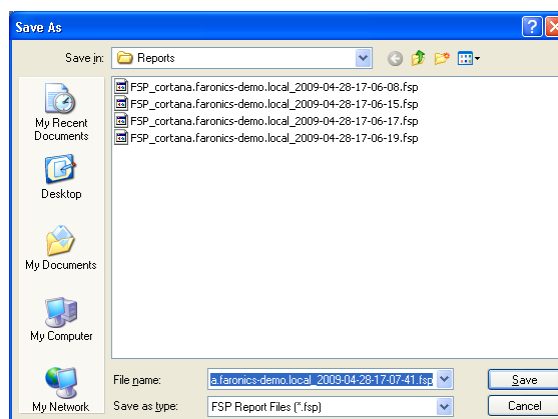 Save As
Save in:
Reports
FSP_cortana.faronics-demo.local_2009-04-28-17-06-08.fsp
FSP_cortana.faronics-demo.local_2009-04-28-17-06-15.fsp
FSP_cortana.faronics-demo.local_2009-04-28-17-06-17.fsp
FSP_cortana.faronics-demo.local_2009-04-28-17-06-19.fsp
My Recent
Documents
Desktop
My Documents
My Computer
My Network
File name:
a.faronics-demo.local_2009-04-28-17-07-41.fsp
Save
Save as type:
FSP Report Files (*.fsp)
Cancel